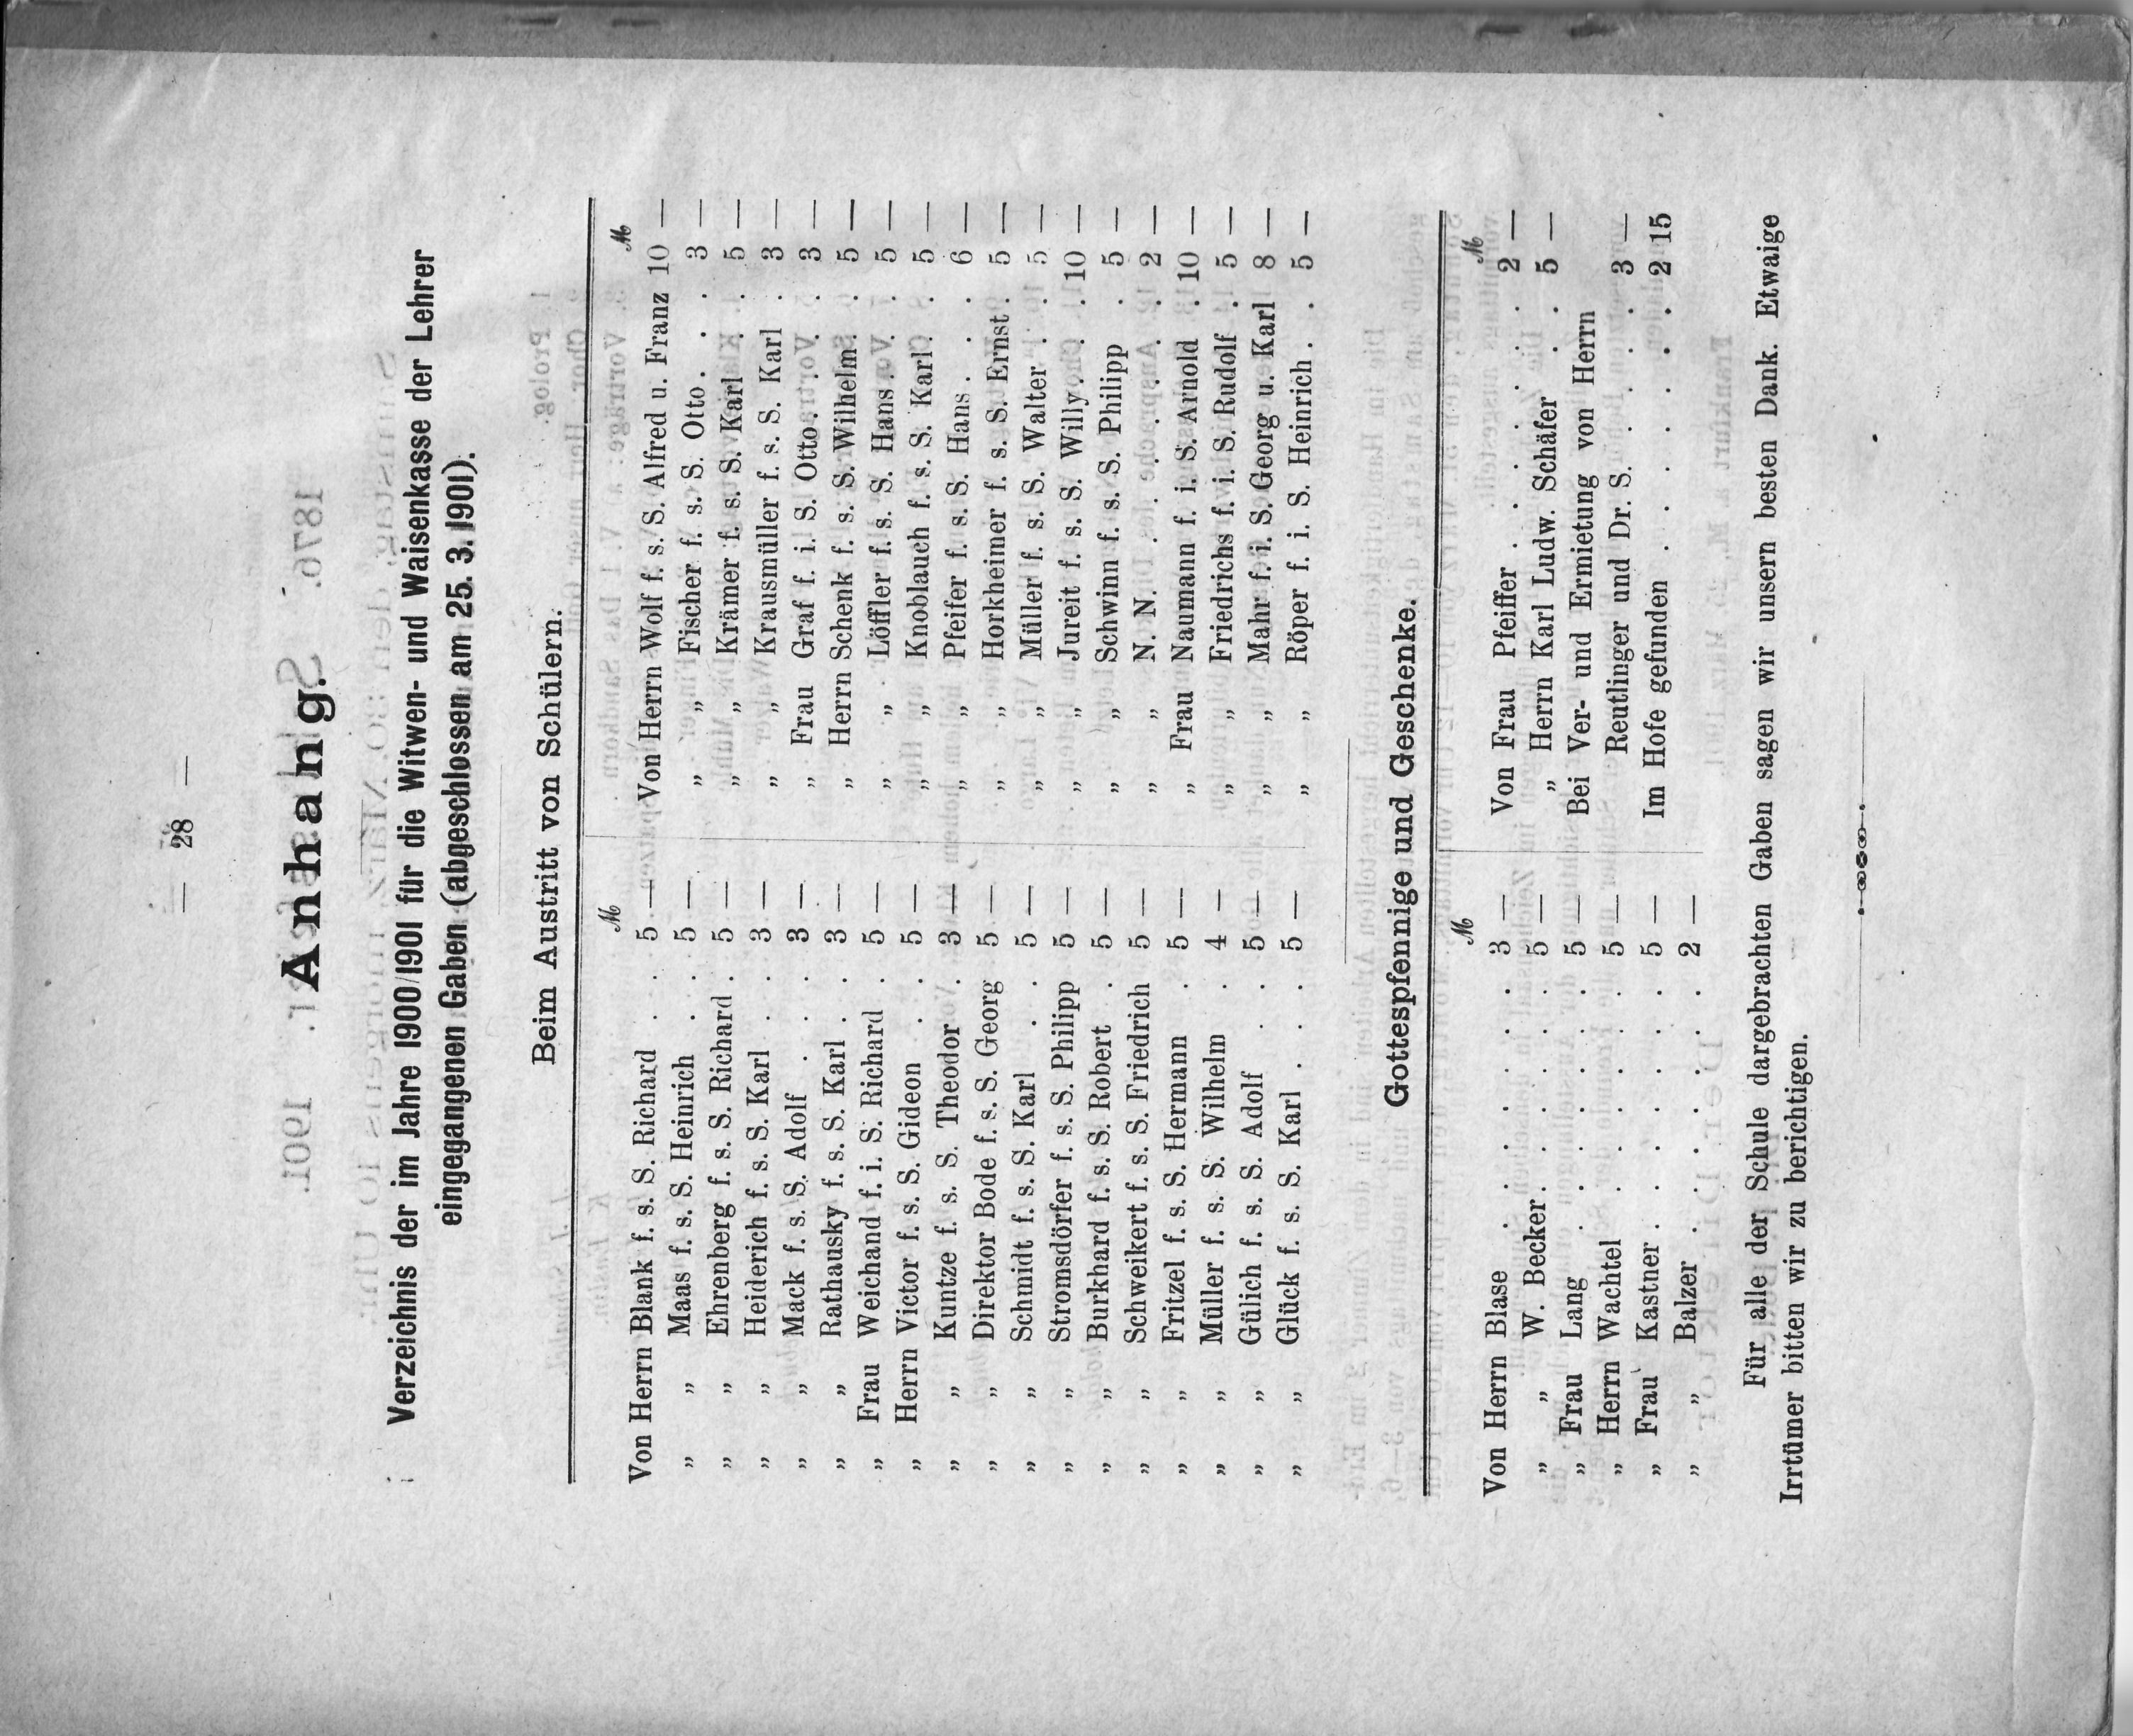 — 28 —
Anhang.
Verzeichnis der im Jahre 1900/1901 für die Witwen- und Waisenkasse der Lehrer
eingegangenen Gaben (abgeschlossen am 25. 3. 1901).
Beim Austritt von Schülern.
ℳ
Von Herrn Blank f. s. S. Richard . . 5 —
„ „ Maas f. s. S. Heinrich . . 5 —
„ „ Ehrenberg f. s. S. Richard . 5 —
„ „ Heiderich f. s. S. Karl . . 3 —
„ „ Mack f. s. S. Adolf . . . 3 —
„ „ Rathausky f. s. S. Karl . . 3 —
„ Frau Weichand f. i. S. Richard . 5 —
„ Herrn Victor f. s. S. Gideon . . 5 —
„ „ Kuntze f. s. S. Theodor . . 3 —
„ „ Direktor Bode f. s. S. Georg 5 —
„ „ Schmidt f. s. S. Karl . . 5 —
„ „ Stromsdörfer f. s. S. Philipp 5 —
„ „ Burkhard f. s. S. Robert . 5 —
„ „ Schweikert f. s. S. Friedrich 5 —
„ „ Fritzel f. s. S. Hermann . 5 —
„ „ Müller f. s. S. Wilhelm . 4 —
„ „ Gülich f. s. S. Adolf . . 5 —
„ „ Glück f. s. S. Karl . . . 5 —
ℳ
Von Herrn Wolf f. s. S. Alfred u. Franz 10 —
„ „ Fischer f. s. S. Otto . . . 3 —
„ „ Krämer f. s. S. Karl . . 5 —
„ „ Krausmüller f. s. S. Karl . 3 —
„ Frau Graf f. i. S. Otto . . . 3 —
„ Herrn Schenk f. s. S. Wilhelm . . 5 —
„ „ Löffler f. s. S. Hans . . . 5 —
„ „ Knoblauch f. s. S. Karl . . 5 —
„ „ Pfeifer f. s. S. Hans . . . 6 —
„ „ Horkheimer f. s. S. Ernst . 5 —
„ „ Müller f. s. S. Walter . . 5 —
„ „ Jureit f. s. S. Willy . . . 10 —
„ „ Schwinn f. s. S. Philipp . 5 —
„ „ N. N. . . . . . . . 2 —
„ Frau Naumann f. i. S. Arnold . 10 —
„ „ Friedrichs f. i. S. Rudolf . 5 —
„ „ Mahr f. i. S. Georg u. Karl 8 —
„ „ Röper f. i. S. Heinrich . . 5 —
Gottespfennige und Geschenke.
ℳ
Von Herrn Blase . . . . . . 3 —
„ „ W. Becker . . . . . 5 —
„ Frau Lang . . . . . . 5 —
„ Herrn Wachtel . . . . . 5 —
„ Frau Kastner . . . . . 5 —
„ „ Balzer . . . . . . 2 —
ℳ
Von Frau Pfeiffer . . . . . . 2 —
„ Herrn Karl Ludw. Schäfer . . 5 —
Bei Ver- und Ermietung von Herrn
Reutlinger und Dr. S. . . . . 3 —
Im Hofe gefunden . . . . . . 2 15
Für alle der Schule dargebrachten Gaben sagen wir unsern besten Dank. Etwaige
Irrtümer bitten wir zu berichtigen.